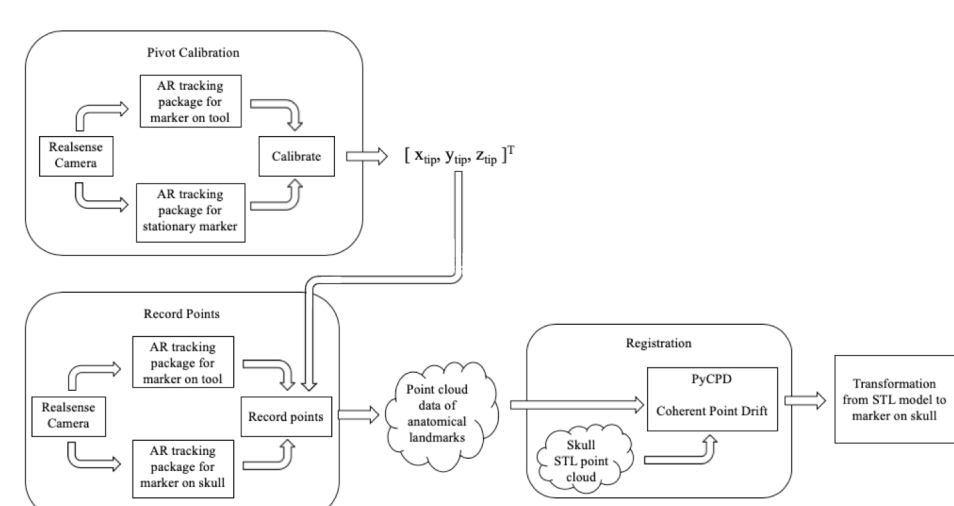 Pivot Calibration
AR tracking
package for
marker on tool
Realsense
Camera
Calibrate
[ xtip, ytip, ztip ]T
AR tracking
package for
stationary marker
Record Points
AR tracking
package for
marker on tool
Realsense
Camera
Record points
AR tracking
package for
marker on skull
Point cloud
data of
anatomical
landmarks
Registration
PyCPD
Coherent Point Drift
Skull
STL point
cloud
Transformation
from STL model to
marker on skull